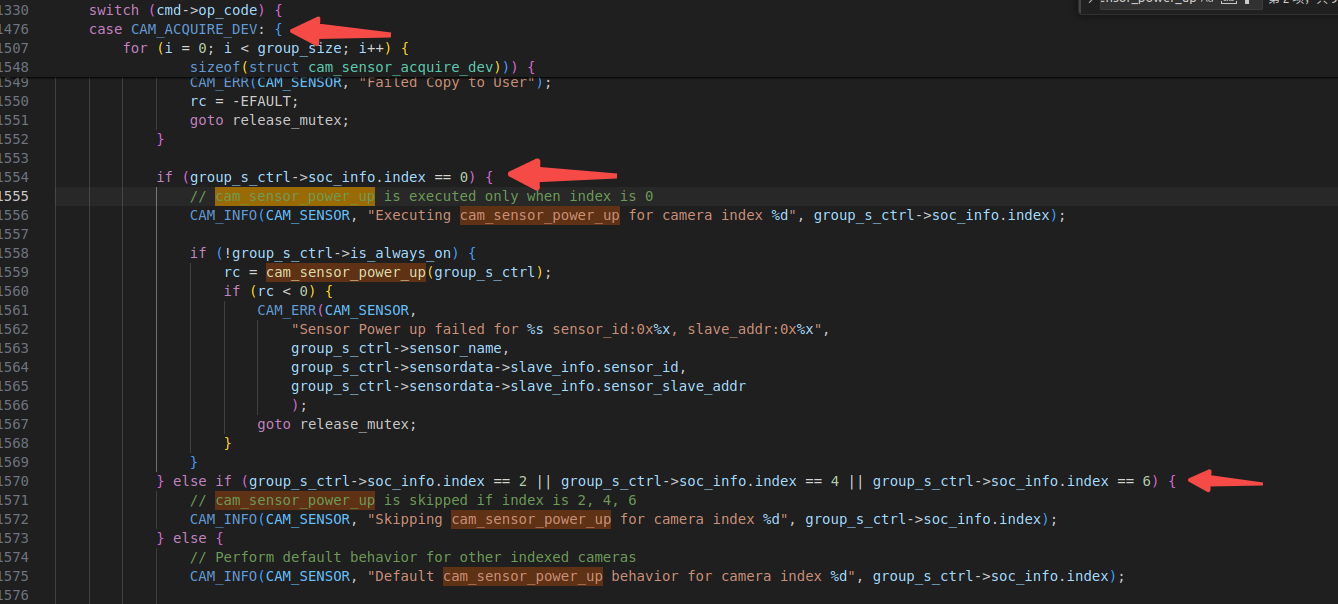 1330 switch (cmd->op_code) {
1476 case CAM_ACQUIRE_DEV: {
1507 for (i = 0; i < group_size; i++) {
1548 sizeof(struct cam_sensor_acquire_dev))) {
1549 CAM_ERR(CAM_SENSOR, "Failed Copy to User");
1550 rc = -EFAULT;
1551 goto release_mutex;
1552 }
1553
1554 if (group_s_ctrl->soc_info.index == 0) {
1555 // cam_sensor_power_up is executed only when index is 0
1556 CAM_INFO(CAM_SENSOR, "Executing cam_sensor_power_up for camera index %d", group_s_ctrl->soc_info.index);
1557
1558 if (!group_s_ctrl->is_always_on) {
1559 rc = cam_sensor_power_up(group_s_ctrl);
1560 if (rc < 0) {
1561 CAM_ERR(CAM_SENSOR,
1562 "Sensor Power up failed for %s sensor_id:0x%x, slave_addr:0x%x",
1563 group_s_ctrl->sensor_name,
1564 group_s_ctrl->sensordata->slave_info.sensor_id,
1565 group_s_ctrl->sensordata->slave_info.sensor_slave_addr
1566 );
1567 goto release_mutex;
1568 }
1569 }
1570 } else if (group_s_ctrl->soc_info.index == 2 || group_s_ctrl->soc_info.index == 4 || group_s_ctrl->soc_info.index == 6) {
1571 // cam_sensor_power_up is skipped if index is 2, 4, 6
1572 CAM_INFO(CAM_SENSOR, "Skipping cam_sensor_power_up for camera index %d", group_s_ctrl->soc_info.index);
1573 } else {
1574 // Perform default behavior for other indexed cameras
1575 CAM_INFO(CAM_SENSOR, "Default cam_sensor_power_up behavior for camera index %d", group_s_ctrl->soc_info.index);
1576